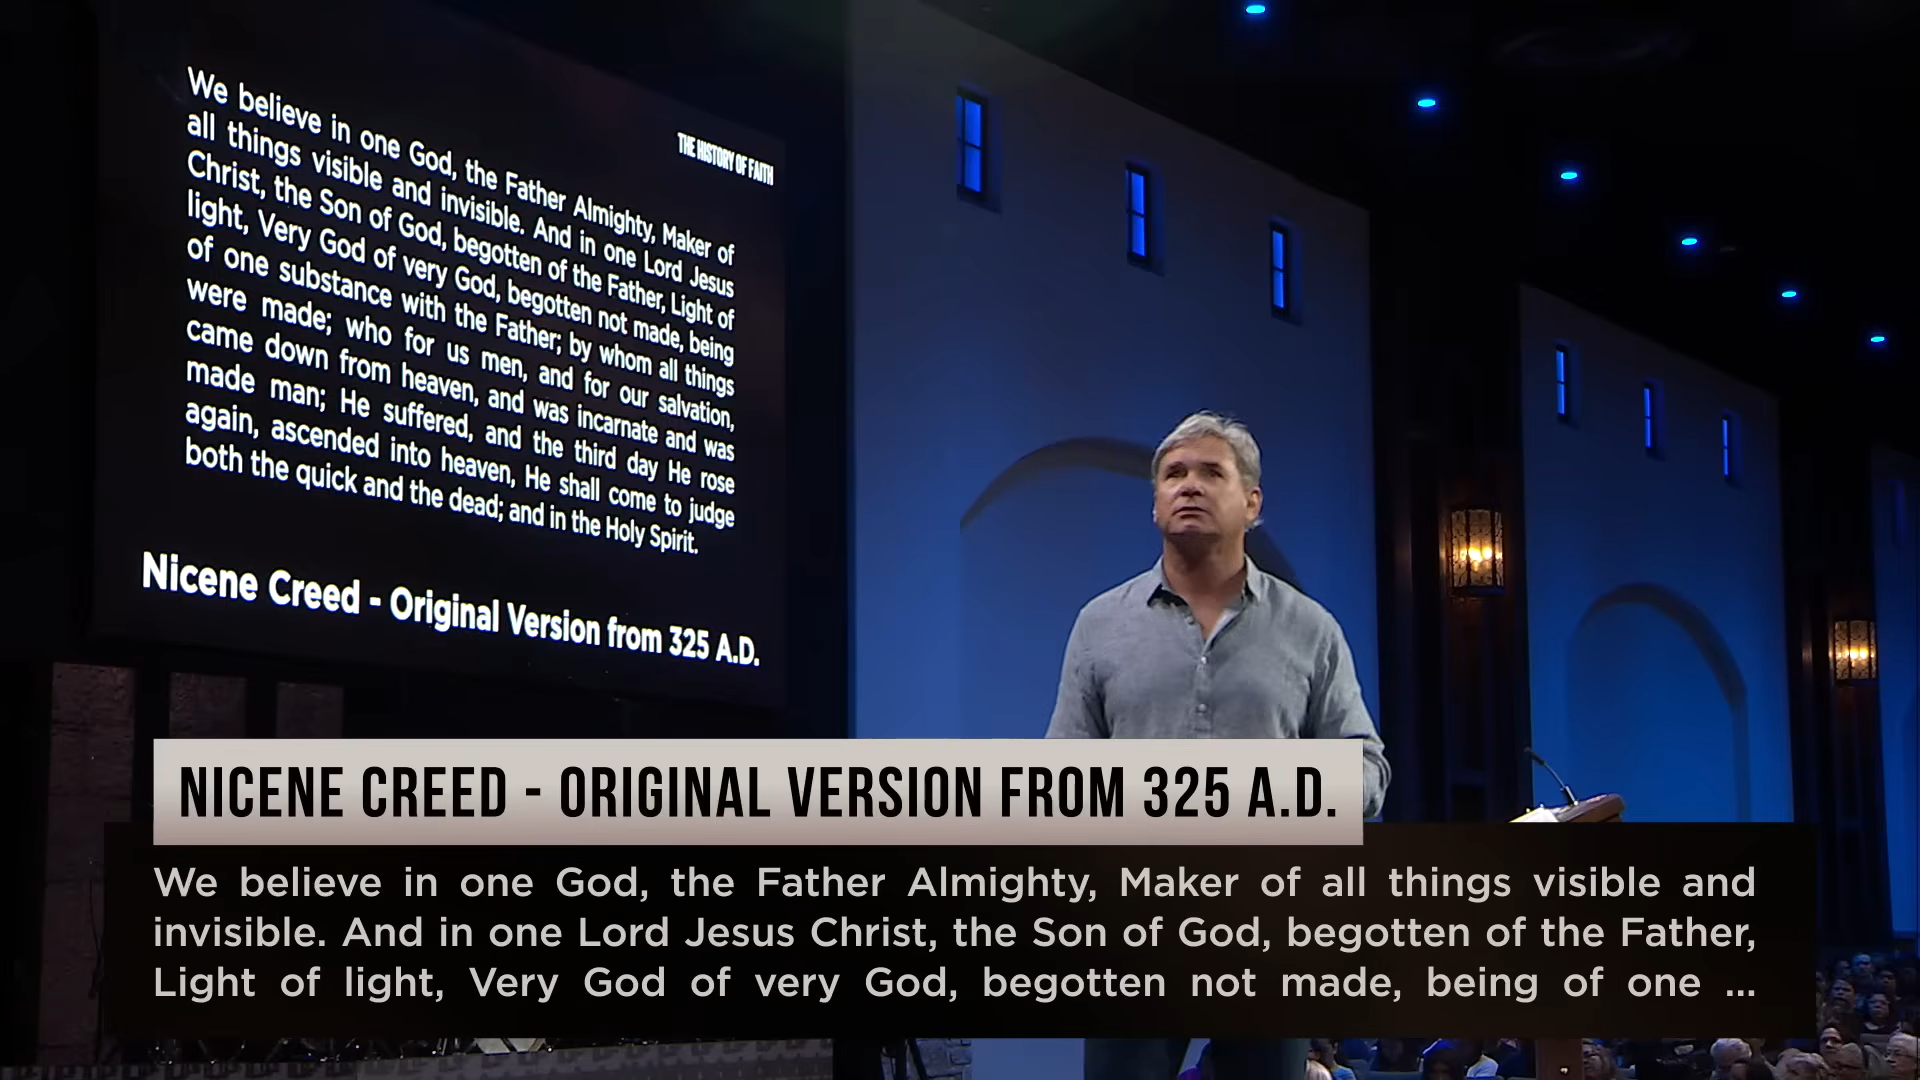 THE HISTORY OF FAITH
We believe in one God, the Father Almighty, Maker of
all things visible and invisible. And in one Lord Jesus
Christ, the Son of God, begotten of the Father, Light of
light, Very God of very God, begotten not made, being
of one substance with the Father; by whom all things
were made; who for us men, and for our salvation,
came down from heaven, and was incarnate and was
made man; He suffered, and the third day He rose
again, ascended into heaven, He shall come to judge
both the quick and the dead; and in the Holy Spirit.
Nicene Creed - Original Version from 325 A.D.
NICENE CREED - ORIGINAL VERSION FROM 325 A.D.
We believe in one God, the Father Almighty, Maker of all things visible and
invisible. And in one Lord Jesus Christ, the Son of God, begotten of the Father,
Light of light, Very God of very God, begotten not made, being of one ...